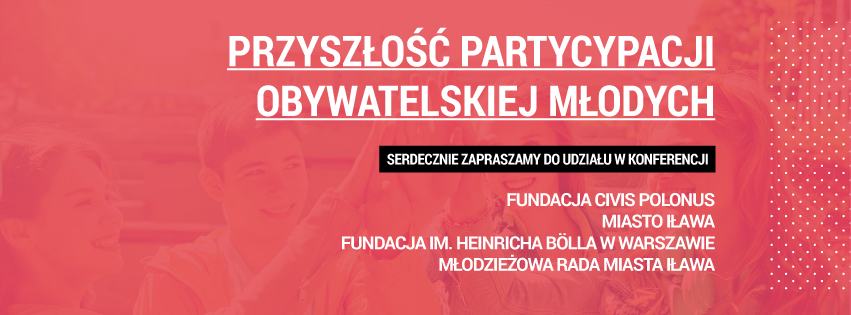 PRZYSZŁOŚĆ PARTYCYPACJI
OBYWATELSKIEJ MŁODYCH
SERDECZNIE ZAPRASZAMY DO UDZIAŁU W KONFERENCJI
FUNDACJA CIVIS POLONUS
MIASTO IŁAWA
FUNDACJA IM. HEINRICHA BÖLLA W WARSZAWIE
MŁODZIEŻOWA RADA MIASTA IŁAWA